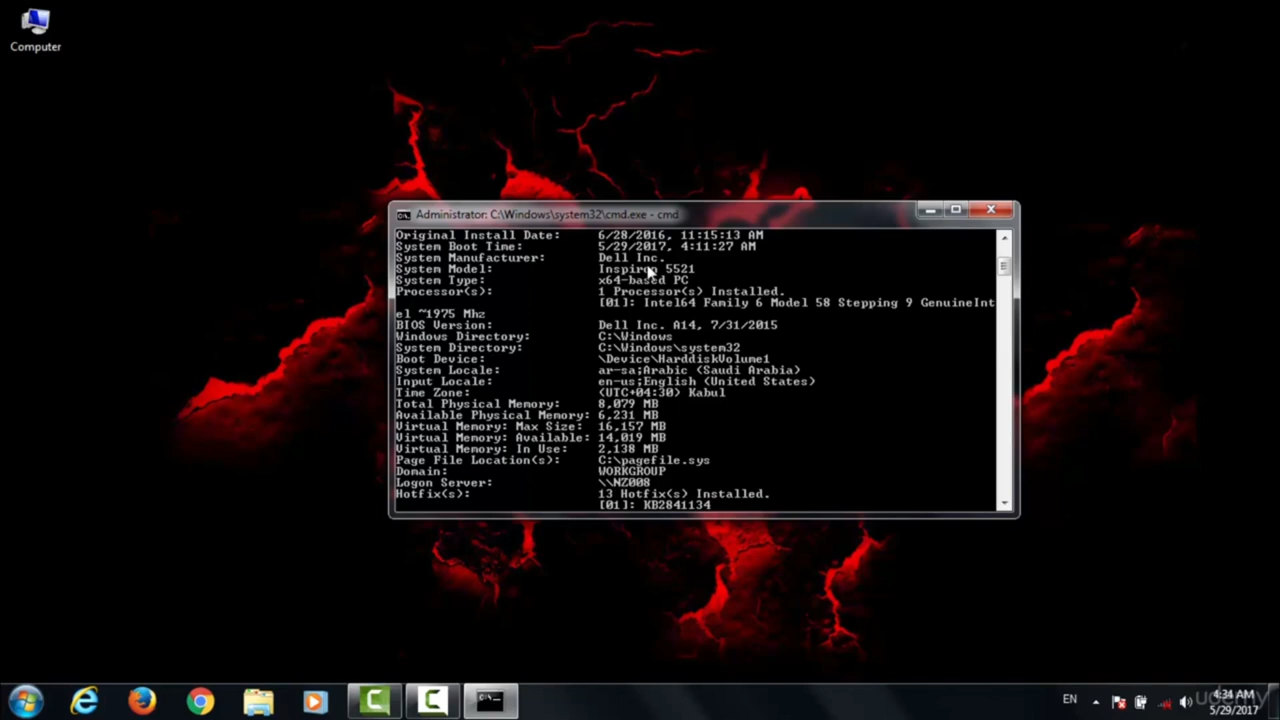 Computer
Administrator: C:\Windows\system32\cmd.exe - cmd
Original Install Date: 6/28/2016, 11:15:13 AM
System Boot Time: 5/29/2017, 4:11:27 AM
System Manufacturer: Dell Inc.
System Model: Inspiron 5521
System Type: x64-based PC
Processor(s): 1 Processor(s) Installed.
[01]: Intel64 Family 6 Model 58 Stepping 9 GenuineInt
el ~1975 Mhz
BIOS Version: Dell Inc. A14, 7/31/2015
Windows Directory: C:\Windows
System Directory: C:\Windows\system32
Boot Device: \Device\HarddiskVolume1
System Locale: ar-sa;Arabic (Saudi Arabia)
Input Locale: en-us;English (United States)
Time Zone: (UTC+04:30) Kabul
Total Physical Memory: 8,079 MB
Available Physical Memory: 6,231 MB
Virtual Memory: Max Size: 16,157 MB
Virtual Memory: Available: 14,019 MB
Virtual Memory: In Use: 2,138 MB
Page File Location(s): C:\pagefile.sys
Domain: WORKGROUP
Logon Server: \\NZ008
Hotfix(s): 13 Hotfix(s) Installed.
[01]: KB2841134
EN
4:34 AM
5/29/2017
udemy